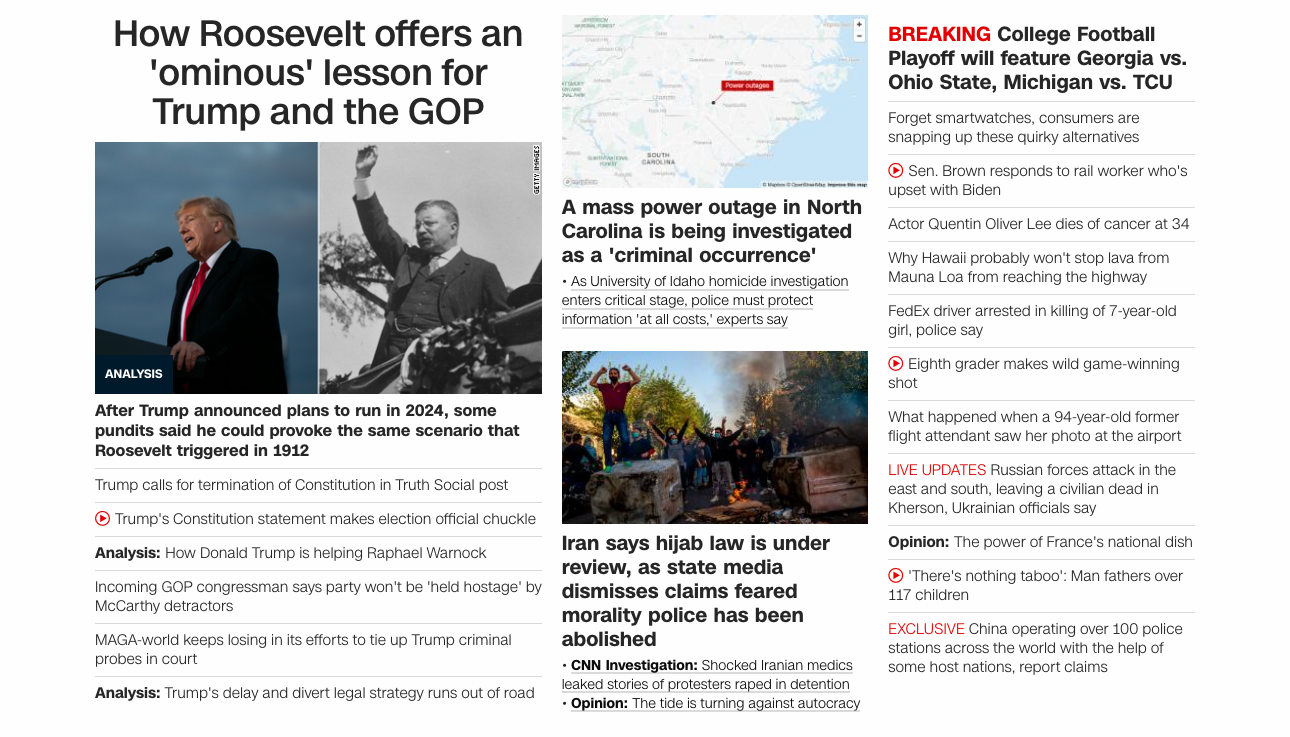 How Roosevelt offers an
'ominous' lesson for
Trump and the GOP
GETTY IMAGES
ANALYSIS
After Trump announced plans to run in 2024, some
pundits said he could provoke the same scenario that
Roosevelt triggered in 1912
Trump calls for termination of Constitution in Truth Social post
Trump's Constitution statement makes election official chuckle
Analysis: How Donald Trump is helping Raphael Warnock
Incoming GOP congressman says party won't be 'held hostage' by
McCarthy detractors
MAGA-world keeps losing in its efforts to tie up Trump criminal
probes in court
Analysis: Trump's delay and divert legal strategy runs out of road
+
−
Power outages
SOUTH
CAROLINA
© Mapbox © OpenStreetMap Improve this map
A mass power outage in North
Carolina is being investigated
as a 'criminal occurrence'
• As University of Idaho homicide investigation
enters critical stage, police must protect
information 'at all costs,' experts say
Iran says hijab law is under
review, as state media
dismisses claims feared
morality police has been
abolished
• CNN Investigation: Shocked Iranian medics
leaked stories of protesters raped in detention
• Opinion: The tide is turning against autocracy
BREAKING College Football
Playoff will feature Georgia vs.
Ohio State, Michigan vs. TCU
Forget smartwatches, consumers are
snapping up these quirky alternatives
Sen. Brown responds to rail worker who's
upset with Biden
Actor Quentin Oliver Lee dies of cancer at 34
Why Hawaii probably won't stop lava from
Mauna Loa from reaching the highway
FedEx driver arrested in killing of 7-year-old
girl, police say
Eighth grader makes wild game-winning
shot
What happened when a 94-year-old former
flight attendant saw her photo at the airport
LIVE UPDATES Russian forces attack in the
east and south, leaving a civilian dead in
Kherson, Ukrainian officials say
Opinion: The power of France's national dish
'There's nothing taboo': Man fathers over
117 children
EXCLUSIVE China operating over 100 police
stations across the world with the help of
some host nations, report claims